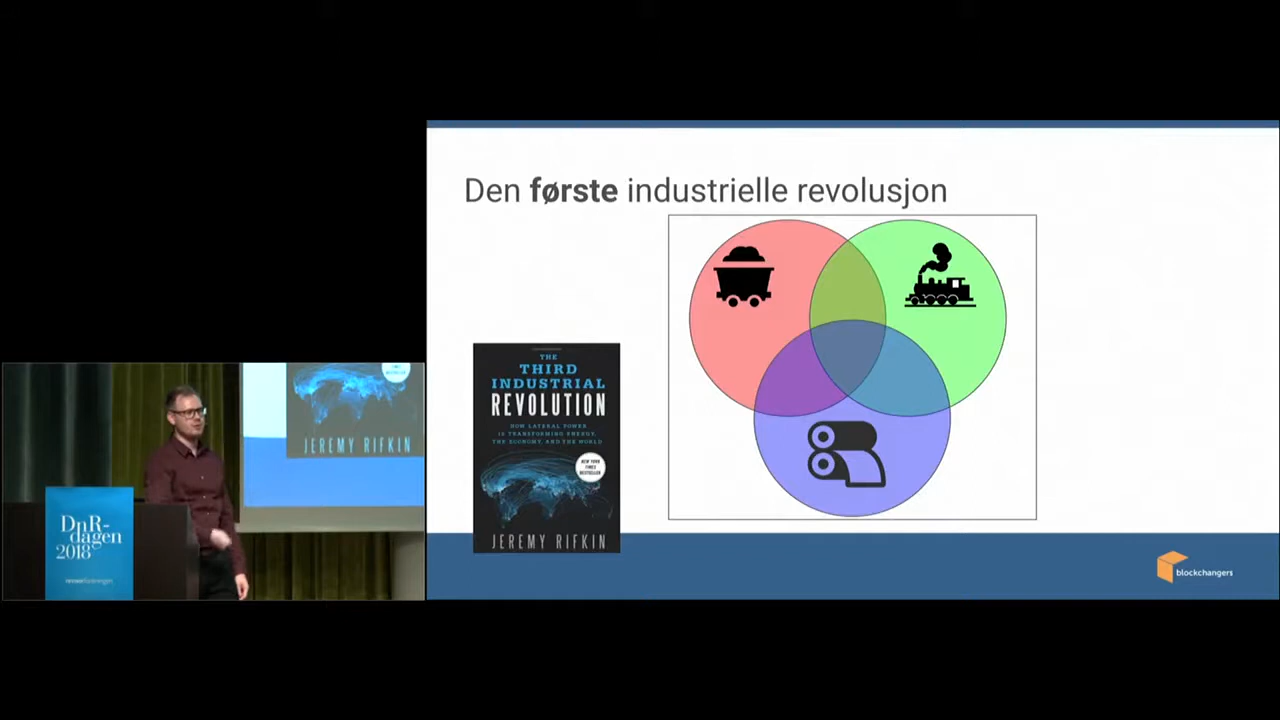 Den første industrielle revolusjon
THE
THIRD
INDUSTRIAL
REVOLUTION
HOW LATERAL POWER
IS TRANSFORMING ENERGY,
THE ECONOMY, AND THE WORLD
NEW YORK
TIMES
BESTSELLER
JEREMY RIFKIN
blockchangers
JEREMY RIFKIN
DnR-
dagen
2018
revisorforeningen